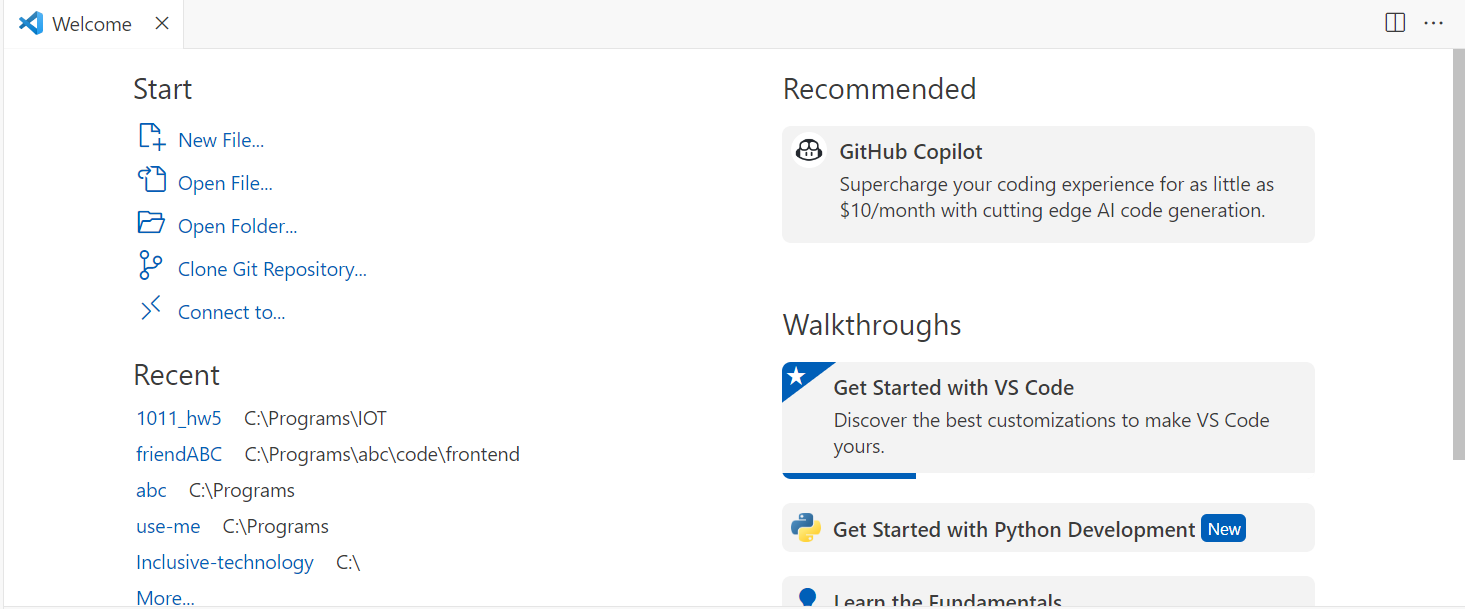 Welcome
Start
New File...
Open File...
Open Folder...
Clone Git Repository...
Connect to...
Recent
1011_hw5 C:\Programs\IOT
friendABC C:\Programs\abc\code\frontend
abc C:\Programs
use-me C:\Programs
Inclusive-technology C:\
More...
Recommended
GitHub Copilot
Supercharge your coding experience for as little as
$10/month with cutting edge AI code generation.
Walkthroughs
Get Started with VS Code
Discover the best customizations to make VS Code
yours.
Get Started with Python Development New
Learn the Fundamentals